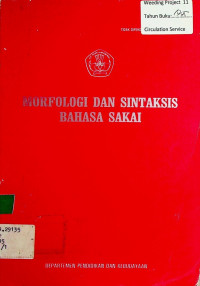 Weeding Project 11
Tahun Buku:
Circulation Service
MORFOLOGI DAN SINTAKSIS
BAHASA SAKAI
DEPARTEMEN PENDIDIKAN DAN KEBUDAYAAN